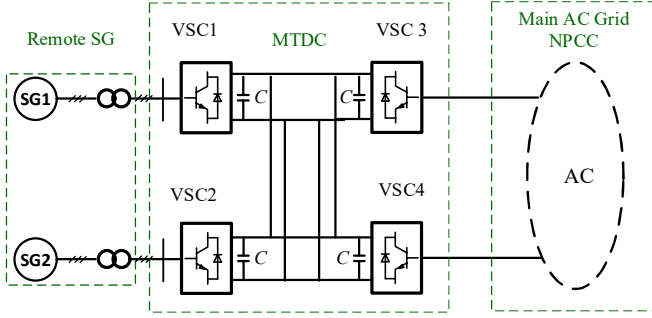 Remote SG
VSC1
MTDC
VSC 3
Main AC Grid
NPCC
SG1
C
C
AC
VSC2
VSC4
SG2
C
C